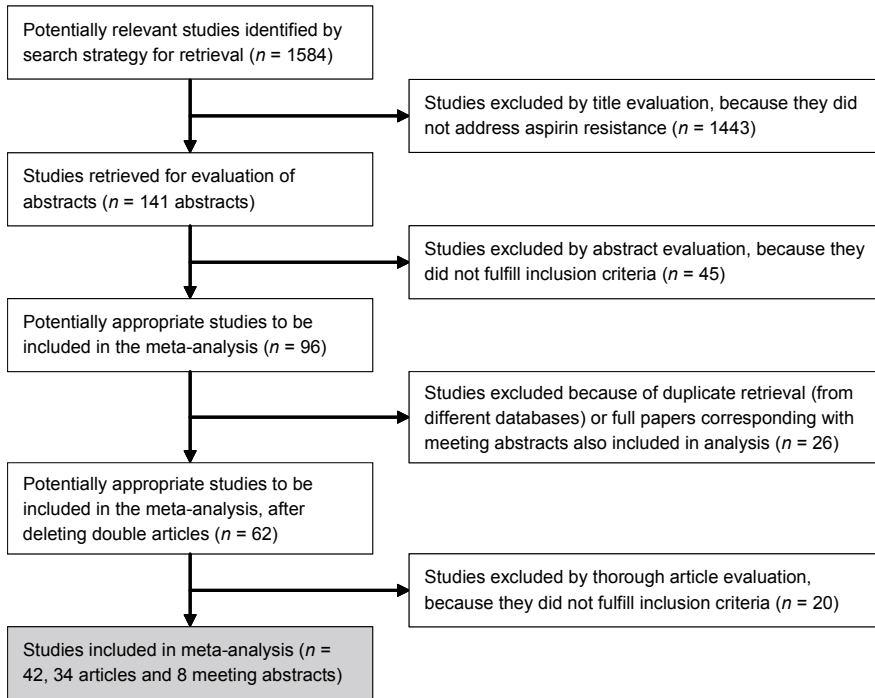 Potentially relevant studies identified by
search strategy for retrieval (n = 1584)
Studies excluded by title evaluation, because they did
not address aspirin resistance (n = 1443)
Studies retrieved for evaluation of
abstracts (n = 141 abstracts)
Studies excluded by abstract evaluation, because they
did not fulfill inclusion criteria (n = 45)
Potentially appropriate studies to be
included in the meta-analysis (n = 96)
Studies excluded because of duplicate retrieval (from
different databases) or full papers corresponding with
meeting abstracts also included in analysis (n = 26)
Potentially appropriate studies to be
included in the meta-analysis, after
deleting double articles (n = 62)
Studies excluded by thorough article evaluation,
because they did not fulfill inclusion criteria (n = 20)
Studies included in meta-analysis (n =
42, 34 articles and 8 meeting abstracts)